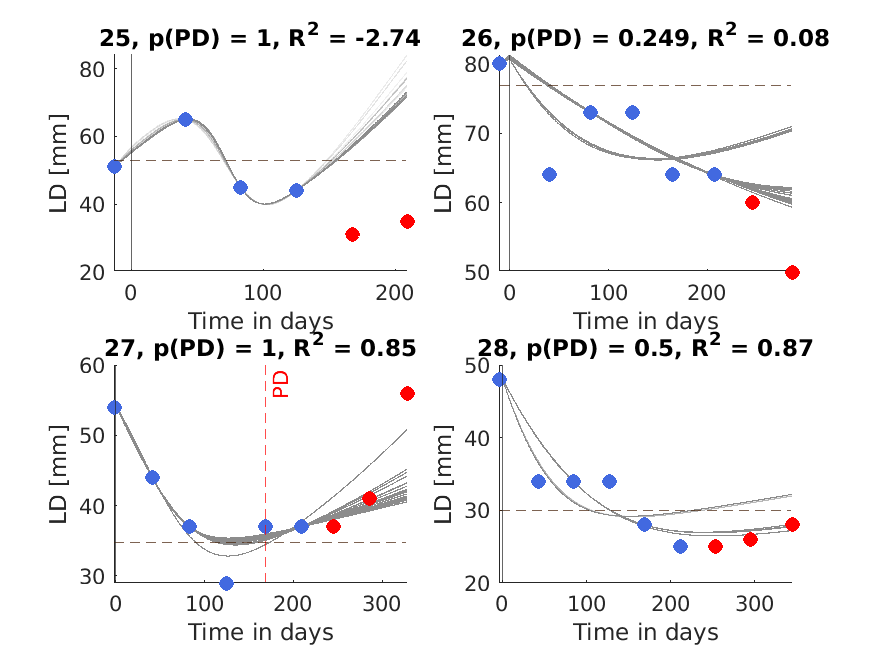 25, p(PD) = 1, R² = -2.74
80
60
40
20
LD [mm]
0
100
200
Time in days
26, p(PD) = 0.249, R² = 0.08
80
70
60
50
LD [mm]
0
100
200
Time in days
27, p(PD) = 1, R² = 0.85
60
50
40
30
LD [mm]
PD
0
100
200
300
Time in days
28, p(PD) = 0.5, R² = 0.87
50
40
30
20
LD [mm]
0
100
200
300
Time in days